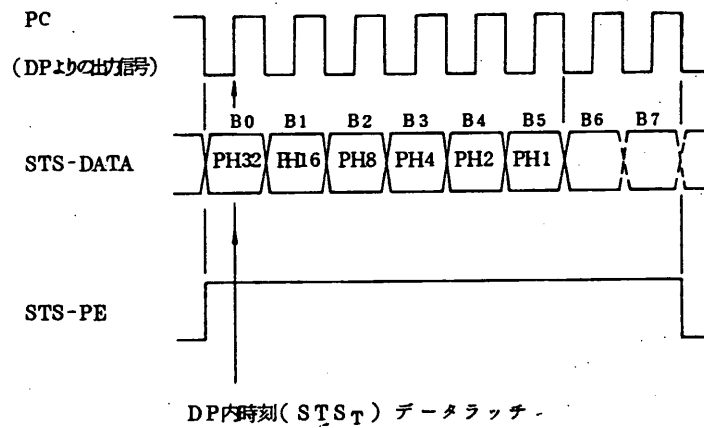 PC
(DPよりの出力信号)
B0 B1 B2 B3 B4 B5 B6 B7
STS-DATA PH32 PH16 PH8 PH4 PH2 PH1
STS-PE
DP内時刻(STST) データラッチ.